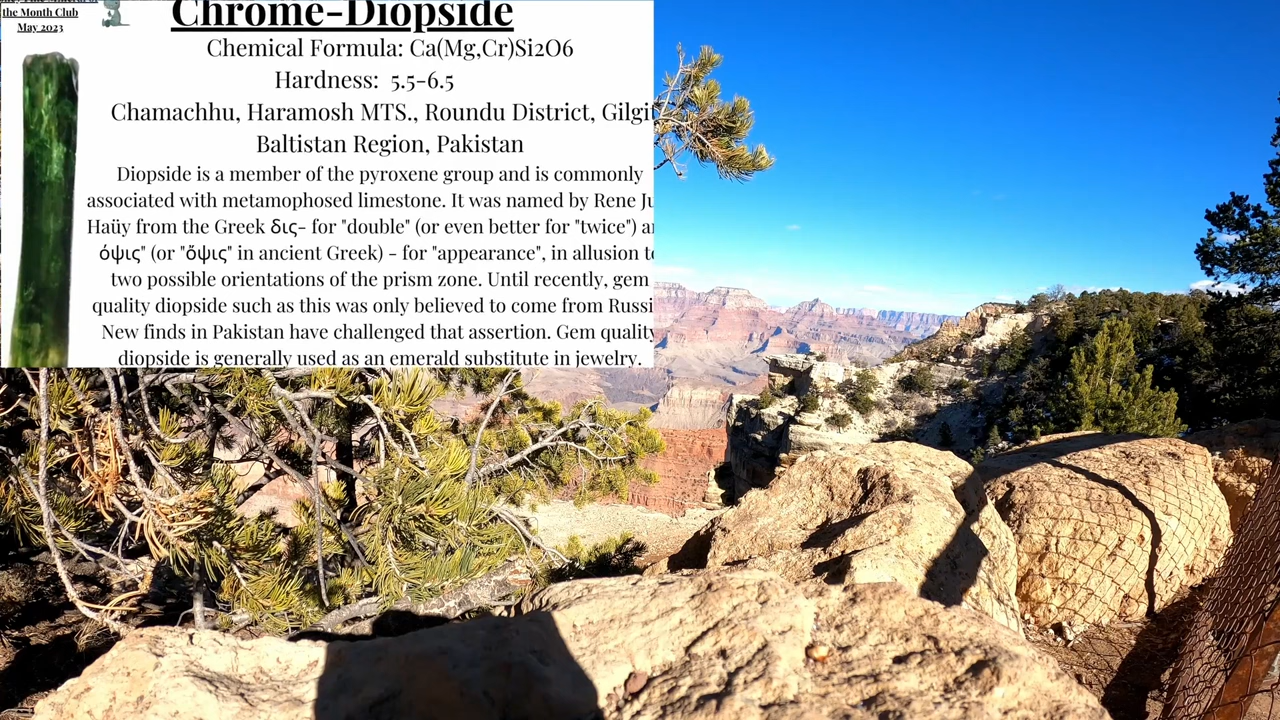 the Month Club
May 2023
Chrome-Diopside
Chemical Formula: Ca(Mg,Cr)Si2O6
Hardness: 5.5-6.5
Chamachhu, Haramosh MTS., Roundu District, Gilgit
Baltistan Region, Pakistan
Diopside is a member of the pyroxene group and is commonly
associated with metamophosed limestone. It was named by Rene
Haüy from the Greek δις- for "double" (or even better for "twice")
όψις" (or "ὄψις" in ancient Greek) - for "appearance", in allusion
two possible orientations of the prism zone. Until recently, gem
quality diopside such as this was only believed to come from
New finds in Pakistan have challenged that assertion. Gem quality
diopside is generally used as an emerald substitute in jewelry.